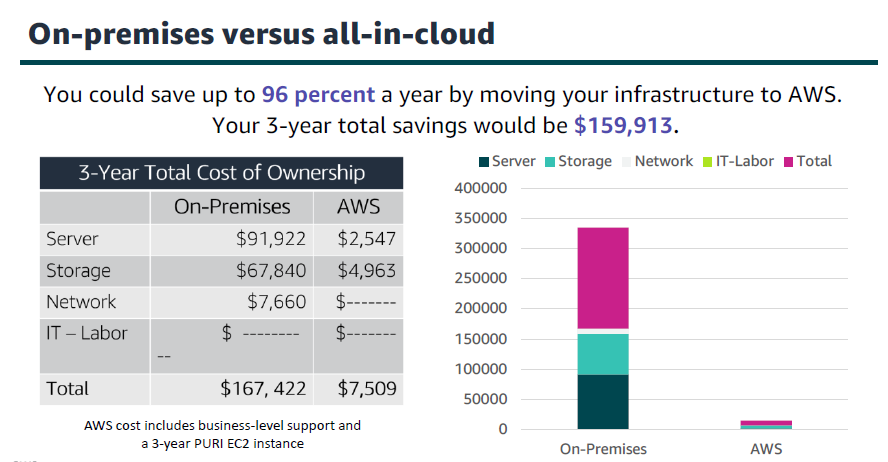 On-premises versus all-in-cloud
You could save up to 96 percent a year by moving your infrastructure to AWS.
Your 3-year total savings would be $159,913.
3-Year Total Cost of Ownership
On-Premises AWS
Server $91,922 $2,547
Storage $67,840 $4,963
Network $7,660 $-------
IT – Labor $ -------- $-------
--
Total $167, 422 $7,509
AWS cost includes business-level support and
a 3-year PURI EC2 instance
Server Storage Network IT-Labor Total
400000
350000
300000
250000
200000
150000
100000
50000
0
On-Premises AWS